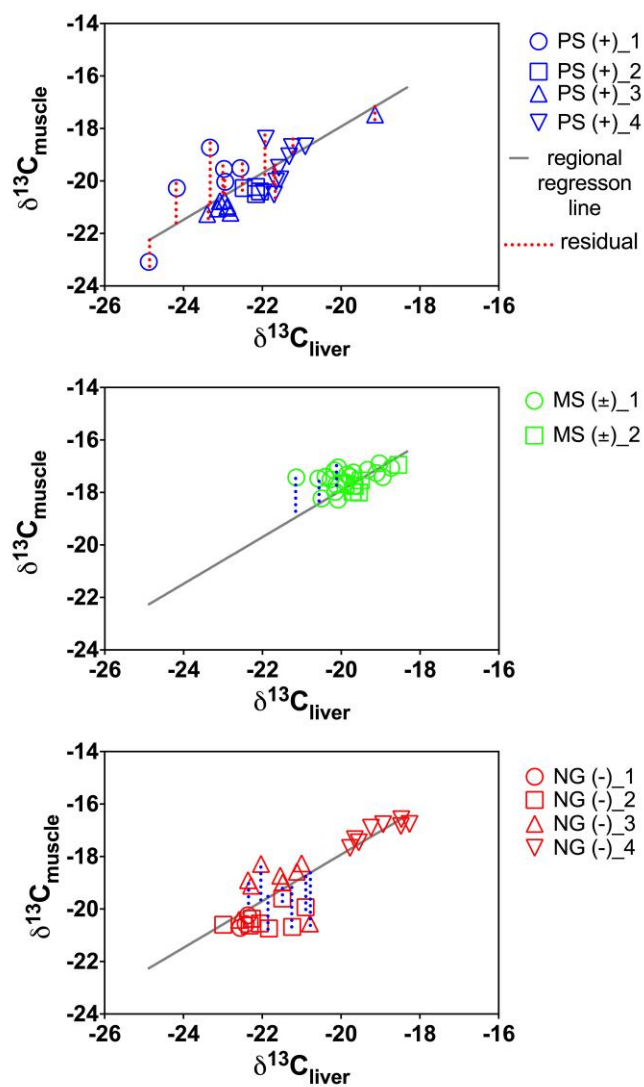 -14
-16
-18
-20
-22
-24
-26 -24 -22 -20 -18 -16
δ13Cmuscle
δ13Cliver
PS (+)_1
PS (+)_2
PS (+)_3
PS (+)_4
regional
regresson
line
residual
-14
-16
-18
-20
-22
-24
-26 -24 -22 -20 -18 -16
δ13Cmuscle
δ13Cliver
MS (±)_1
MS (±)_2
-14
-16
-18
-20
-22
-24
-26 -24 -22 -20 -18 -16
δ13Cmuscle
δ13Cliver
NG (-)_1
NG (-)_2
NG (-)_3
NG (-)_4